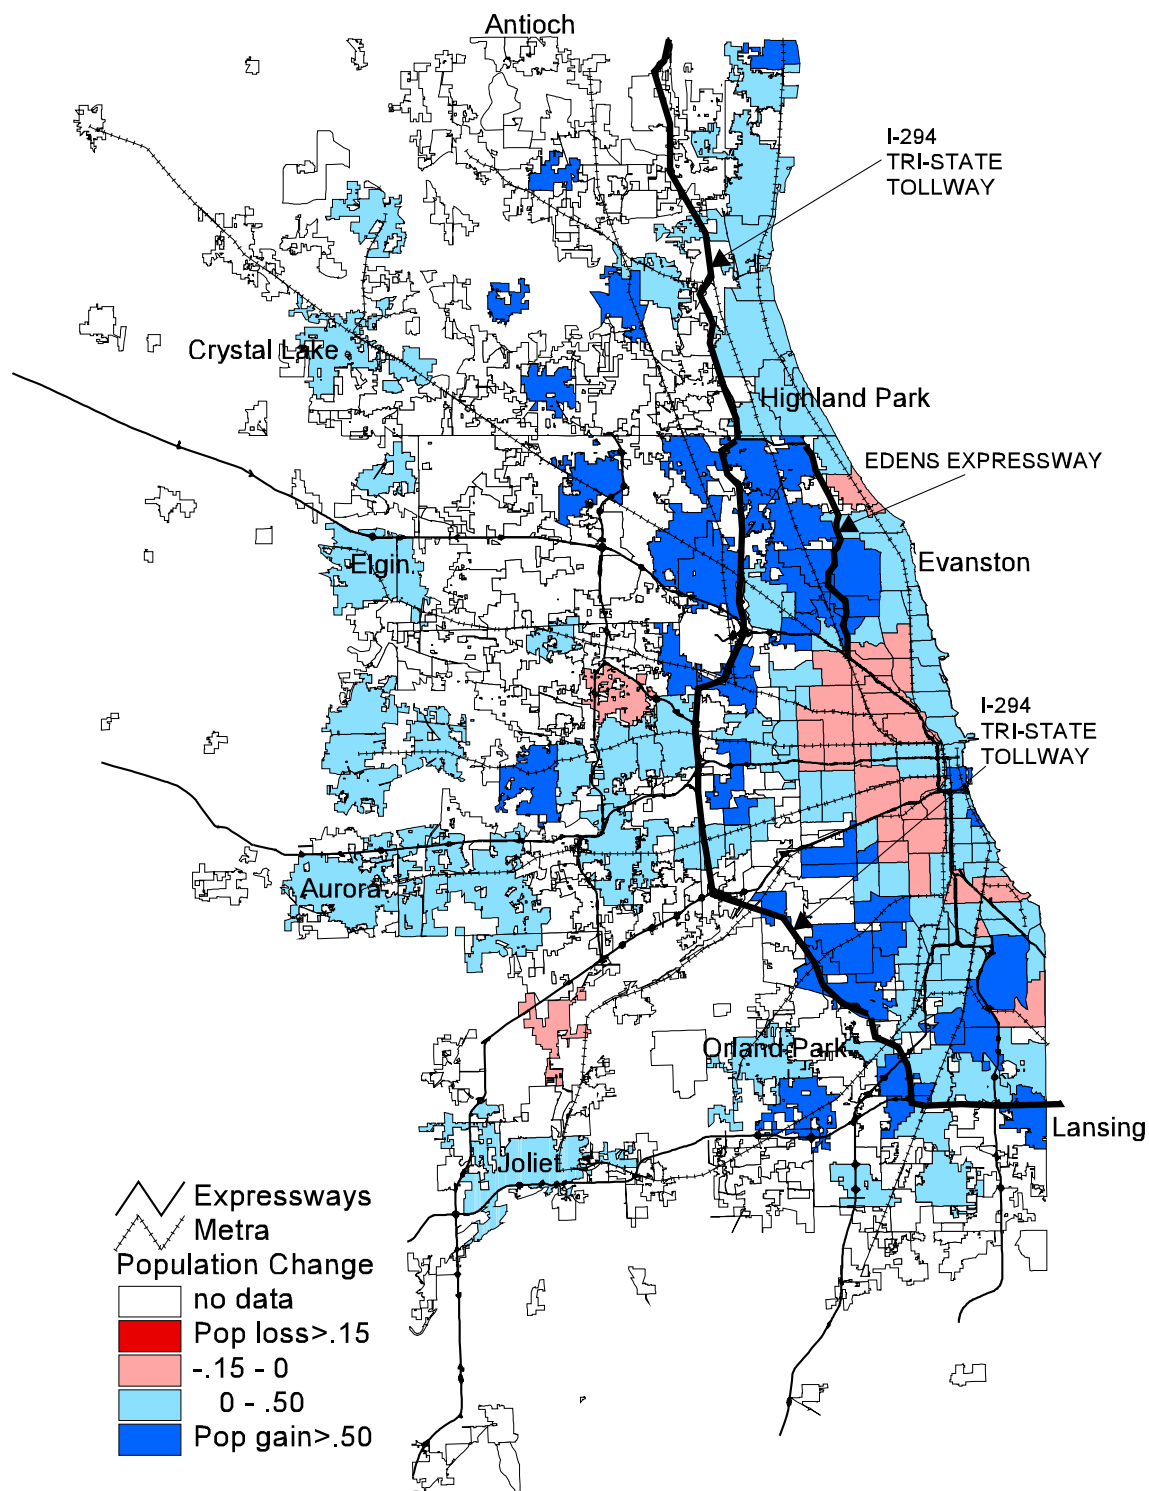 Antioch
I-294
TRI-STATE
TOLLWAY
Crystal Lake
Highland Park
EDENS EXPRESSWAY
Elgin.
Evanston
I-294
TRI-STATE
TOLLWAY
Aurora
Orland Park
Lansing
Joliet
Expressways
Metra
Population Change
no data
Pop loss>.15
-.15 - 0
0 - .50
Pop gain>.50